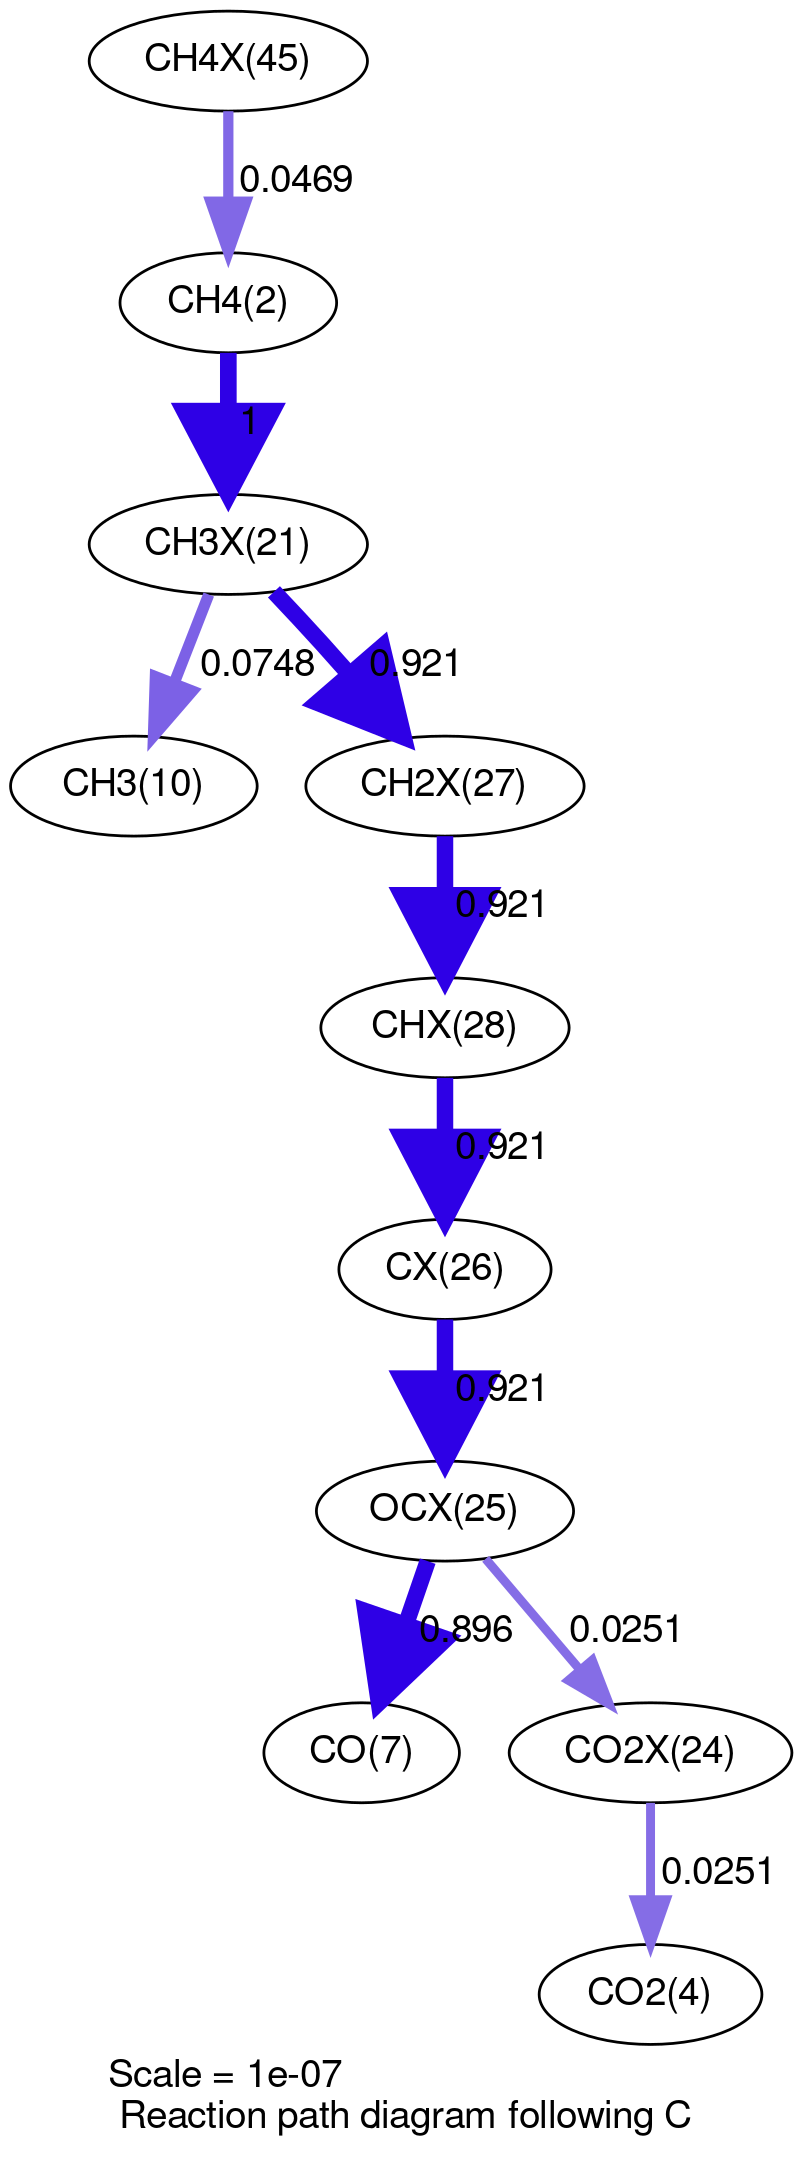 CH4X(45)
0.0469
CH4(2)
1
CH3X(21)
0.0748
0.921
CH3(10)
CH2X(27)
0.921
CHX(28)
0.921
CX(26)
0.921
OCX(25)
0.896
0.0251
CO(7)
CO2X(24)
0.0251
CO2(4)
Scale = 1e-07
Reaction path diagram following C